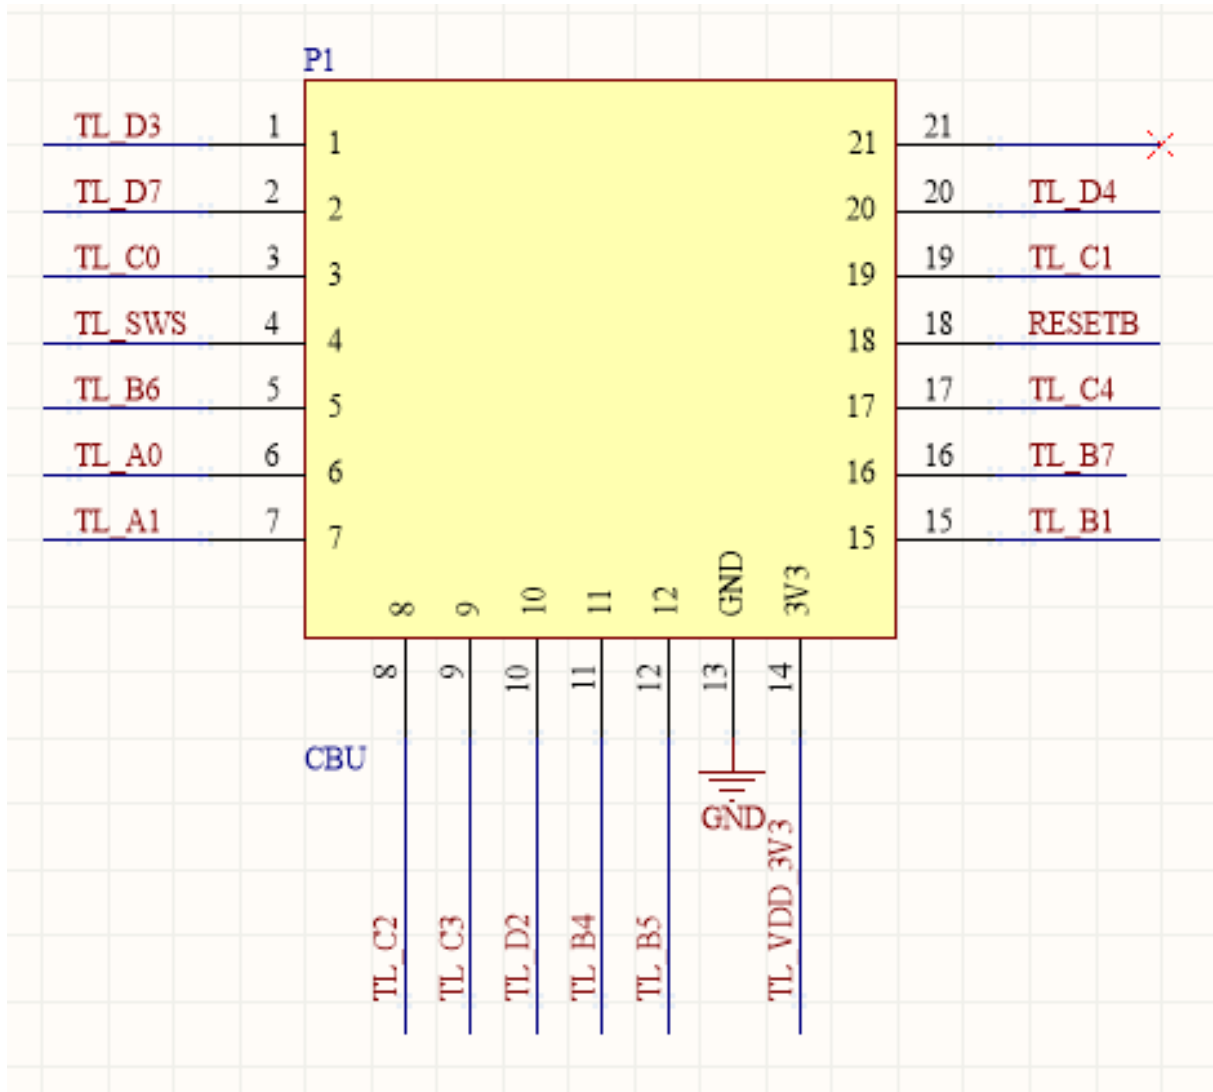 P1
TL_D3 1 1 21 21
TL_D7 2 2 20 20 TL_D4
TL_C0 3 3 19 19 TL_C1
TL_SWS 4 4 18 18 RESETB
TL_B6 5 5 17 17 TL_C4
TL_A0 6 6 16 16 TL_B7
TL_A1 7 7 15 15 TL_B1
8 9 10 11 12 GND 3V3
8 9 10 11 12 13 14
CBU
GND
TL_C2 TL_C3 TL_D2 TL_B4 TL_B5 TL_VDD_3V3